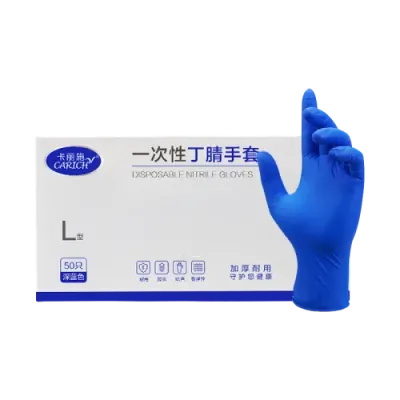 卡丽施
CARICH
一次性丁腈手套
DISPOSABLE NITRILE GLOVES
L型
50只
深蓝色
加厚耐用
守护您健康